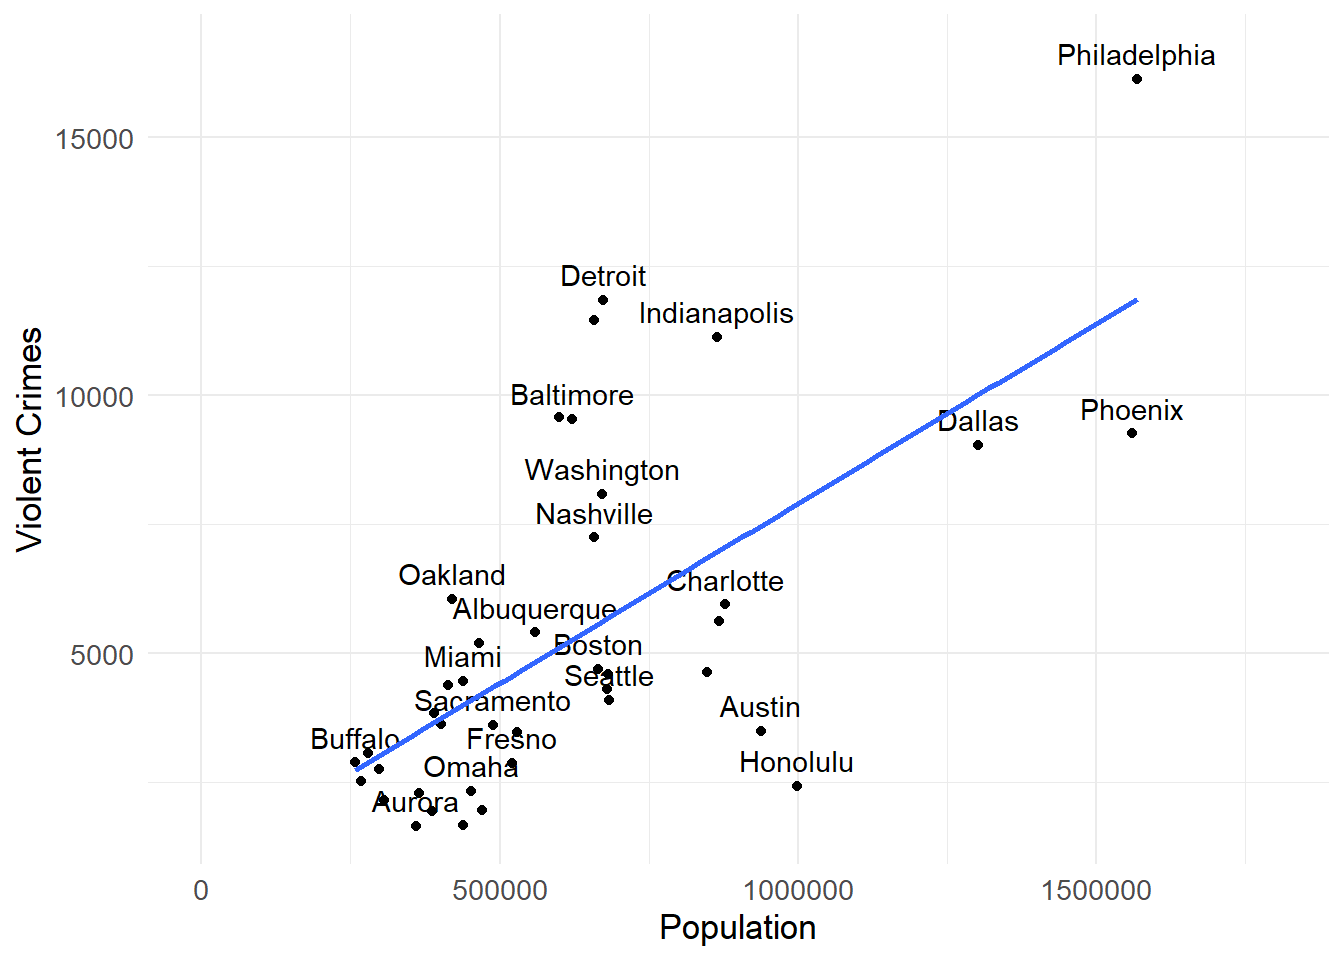 Philadelphia
15000
Detroit
Indianapolis
Baltimore
10000
Phoenix
Dallas
Washington
Nashville
Oakland
Charlotte
Albuquerque
Boston
5000
Miami
Seattle
Sacramento
Austin
Buffalo
Fresno
Honolulu
Omaha
Aurora
Violent Crimes
0
500000
1000000
1500000
Population